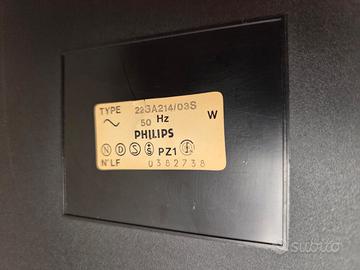 TYPE 22GA214/03S
50 Hz W
PHILIPS
N D S PZ1
N°LF 0382738
subito